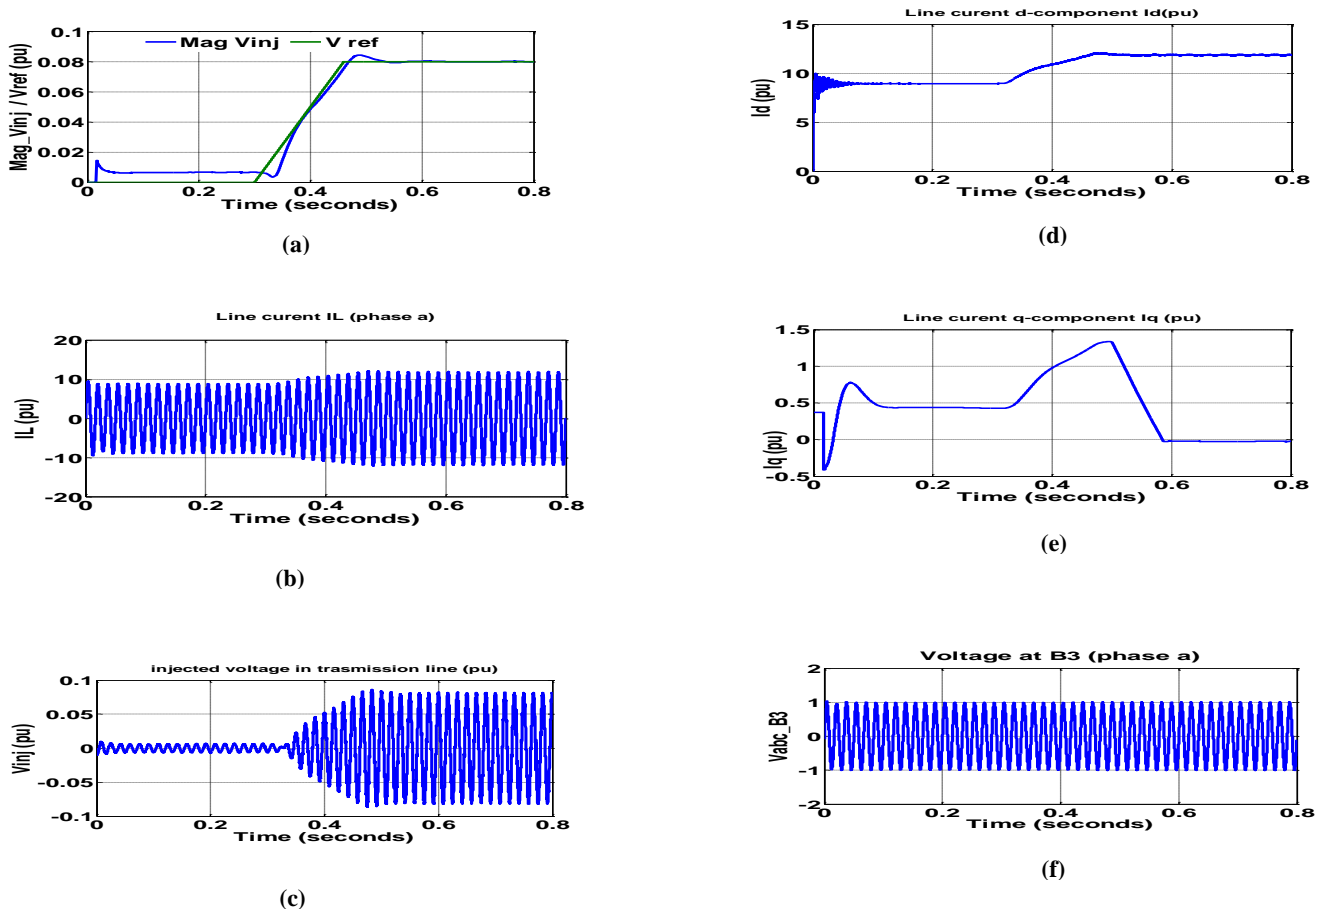 0.1
Mag Vinj
V ref
0.08
0.06
0.04
0.02
0
Mag_Vinj / Vref (pu)
0 0.2 0.4 0.6 0.8
Time (seconds)
(a)
Line curent IL (phase a)
20
10
0
-10
-20
IL (pu)
0 0.2 0.4 0.6 0.8
Time (seconds)
(b)
injected voltage in trasmission line (pu)
0.1
0.05
0
-0.05
-0.1
Vinj (pu)
0 0.2 0.4 0.6 0.8
Time (seconds)
(c)
Line curent d-component Id(pu)
15
10
5
0
Id (pu)
0 0.2 0.4 0.6 0.8
Time (seconds)
(d)
Line curent q-component Iq (pu)
1.5
1
0.5
0
-0.5
Iq (pu)
0 0.2 0.4 0.6 0.8
Time (seconds)
(e)
Voltage at B3 (phase a)
2
1
0
-1
-2
Vabc_B3
0 0.2 0.4 0.6 0.8
Time (seconds)
(f)